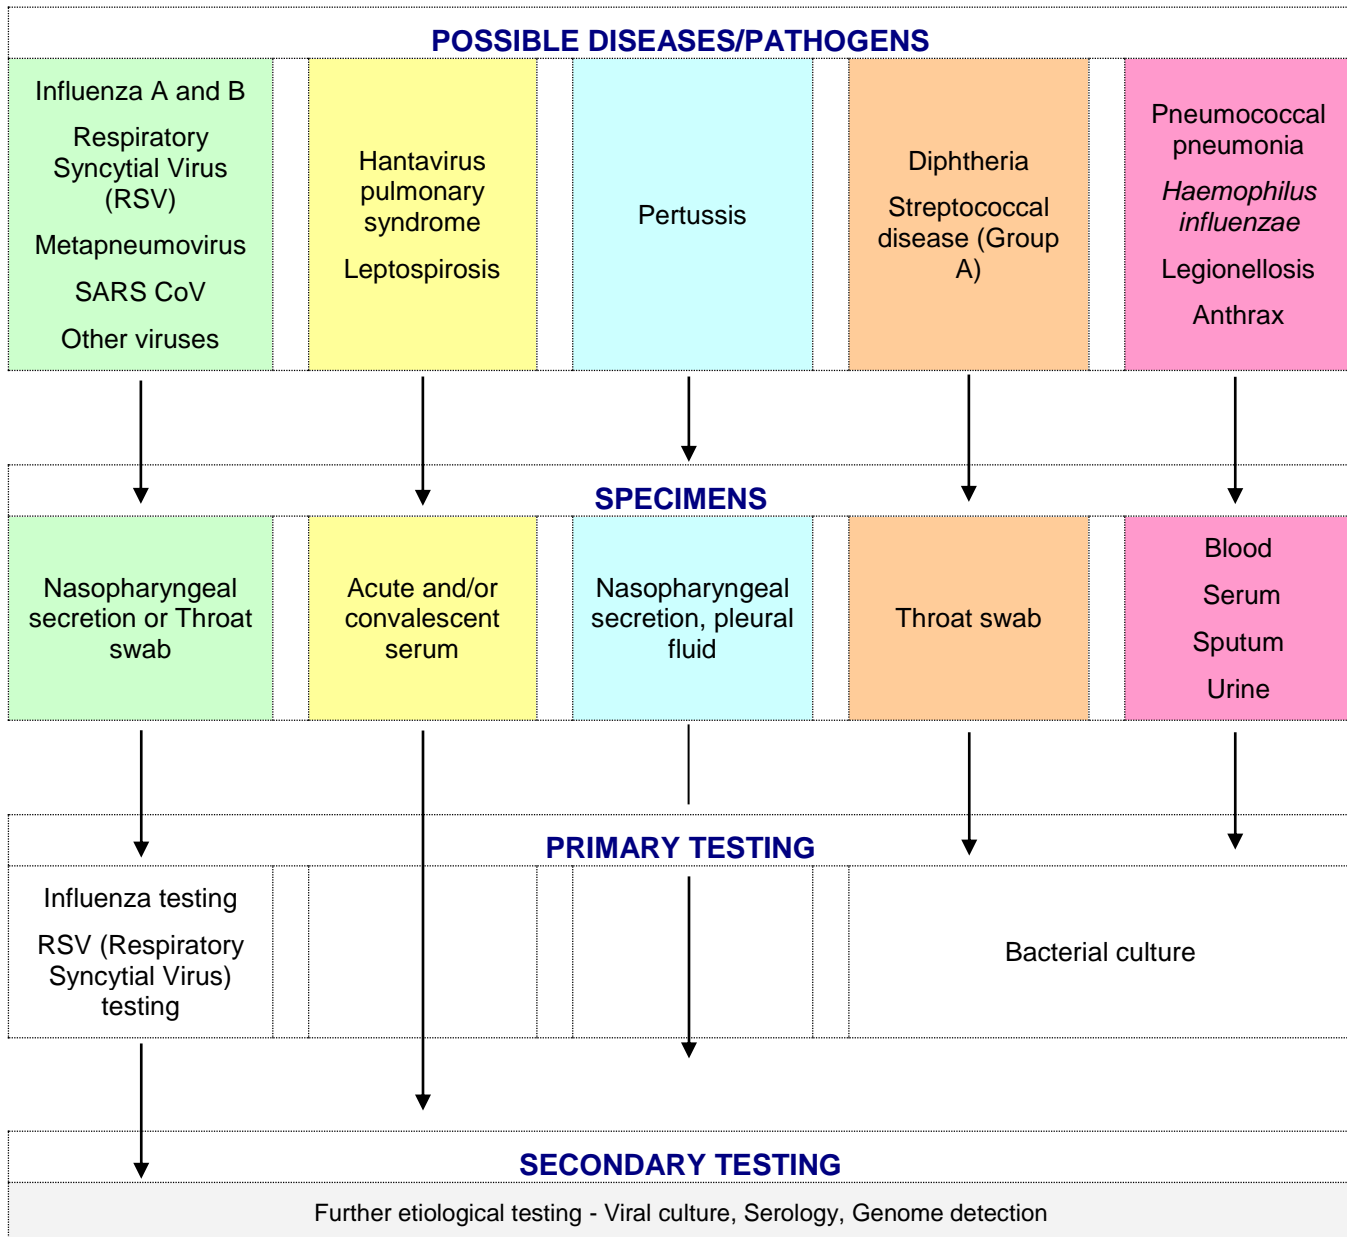 POSSIBLE DISEASES/PATHOGENS
Influenza A and B
Respiratory
Syncytial Virus
(RSV)
Metapneumovirus
SARS CoV
Other viruses
Hantavirus
pulmonary
syndrome
Leptospirosis
Pertussis
Diphtheria
Streptococcal
disease (Group
A)
Pneumococcal
pneumonia
Haemophilus
influenzae
Legionellosis
Anthrax
SPECIMENS
Nasopharyngeal
secretion or Throat
swab
Acute and/or
convalescent
serum
Nasopharyngeal
secretion, pleural
fluid
Throat swab
Blood
Serum
Sputum
Urine
PRIMARY TESTING
Influenza testing
RSV (Respiratory
Syncytial Virus)
testing
Bacterial culture
SECONDARY TESTING
Further etiological testing - Viral culture, Serology, Genome detection